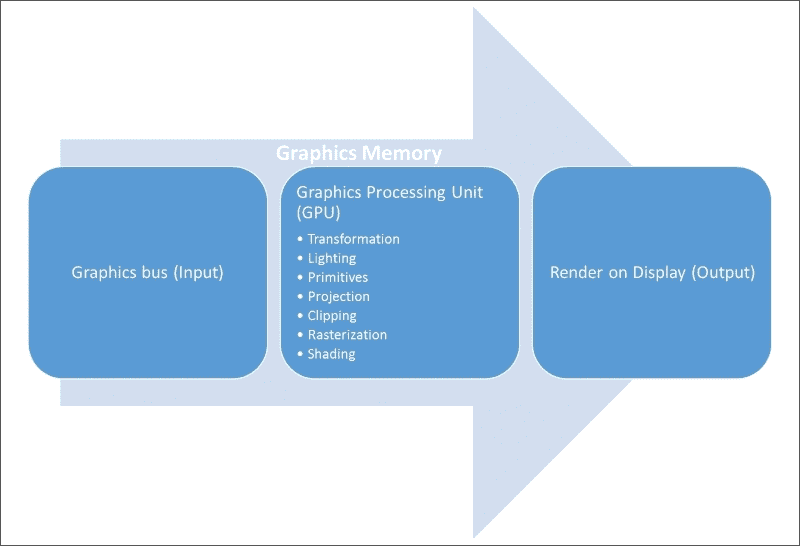 Graphics Memory
Graphics bus (Input)
Graphics Processing Unit
(GPU)
• Transformation
• Lighting
• Primitives
• Projection
• Clipping
• Rasterization
• Shading
Render on Display (Output)